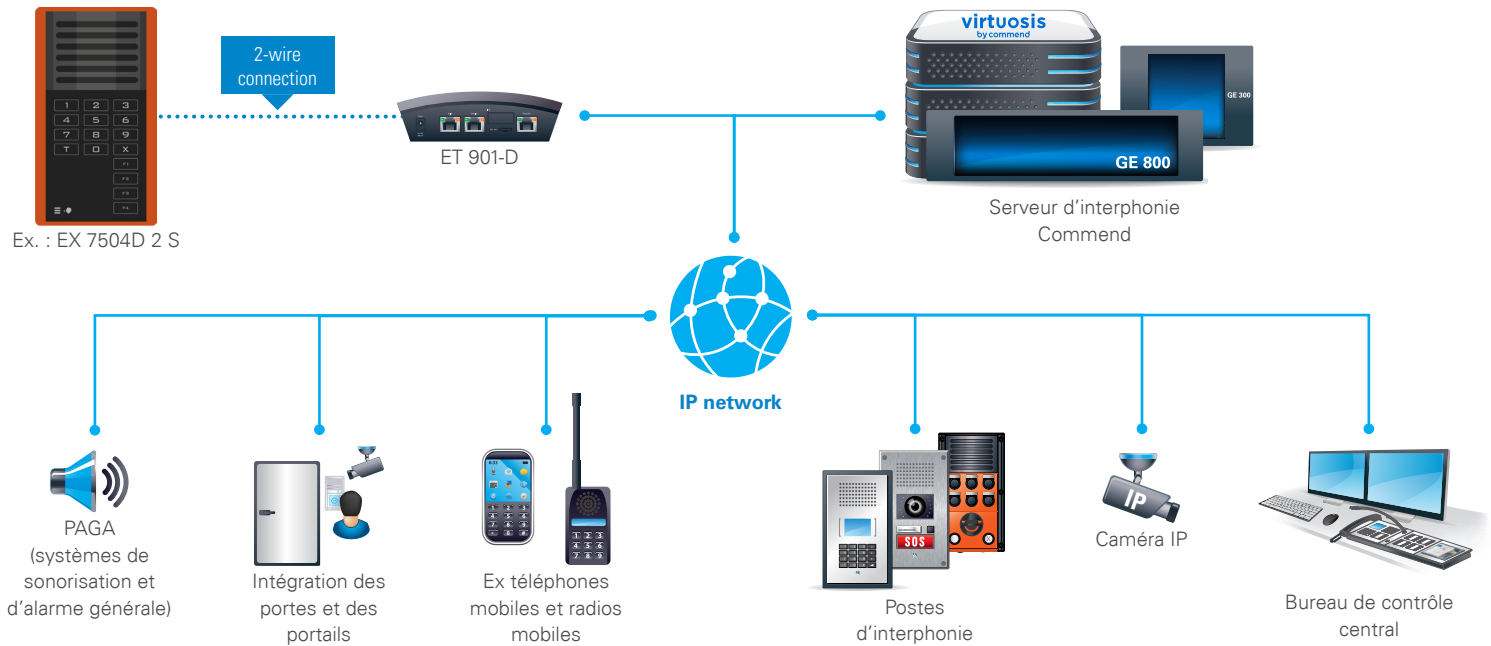 2-wire
connection
1 2 3
4 5 6
7 8 9
T X
F1
F2
F3
F4
Ex. : EX 7504D 2 S
ET 901-D
virtuosis
by commend
GE 300
GE 800
Serveur d'interphonie
Commend
IP network
PAGA
(systèmes de
sonorisation et
d'alarme générale)
Intégration des
portes et des
portails
Ex téléphones
mobiles et radios
mobiles
SOS
Postes
d'interphonie
IP
Caméra IP
Bureau de contrôle
central